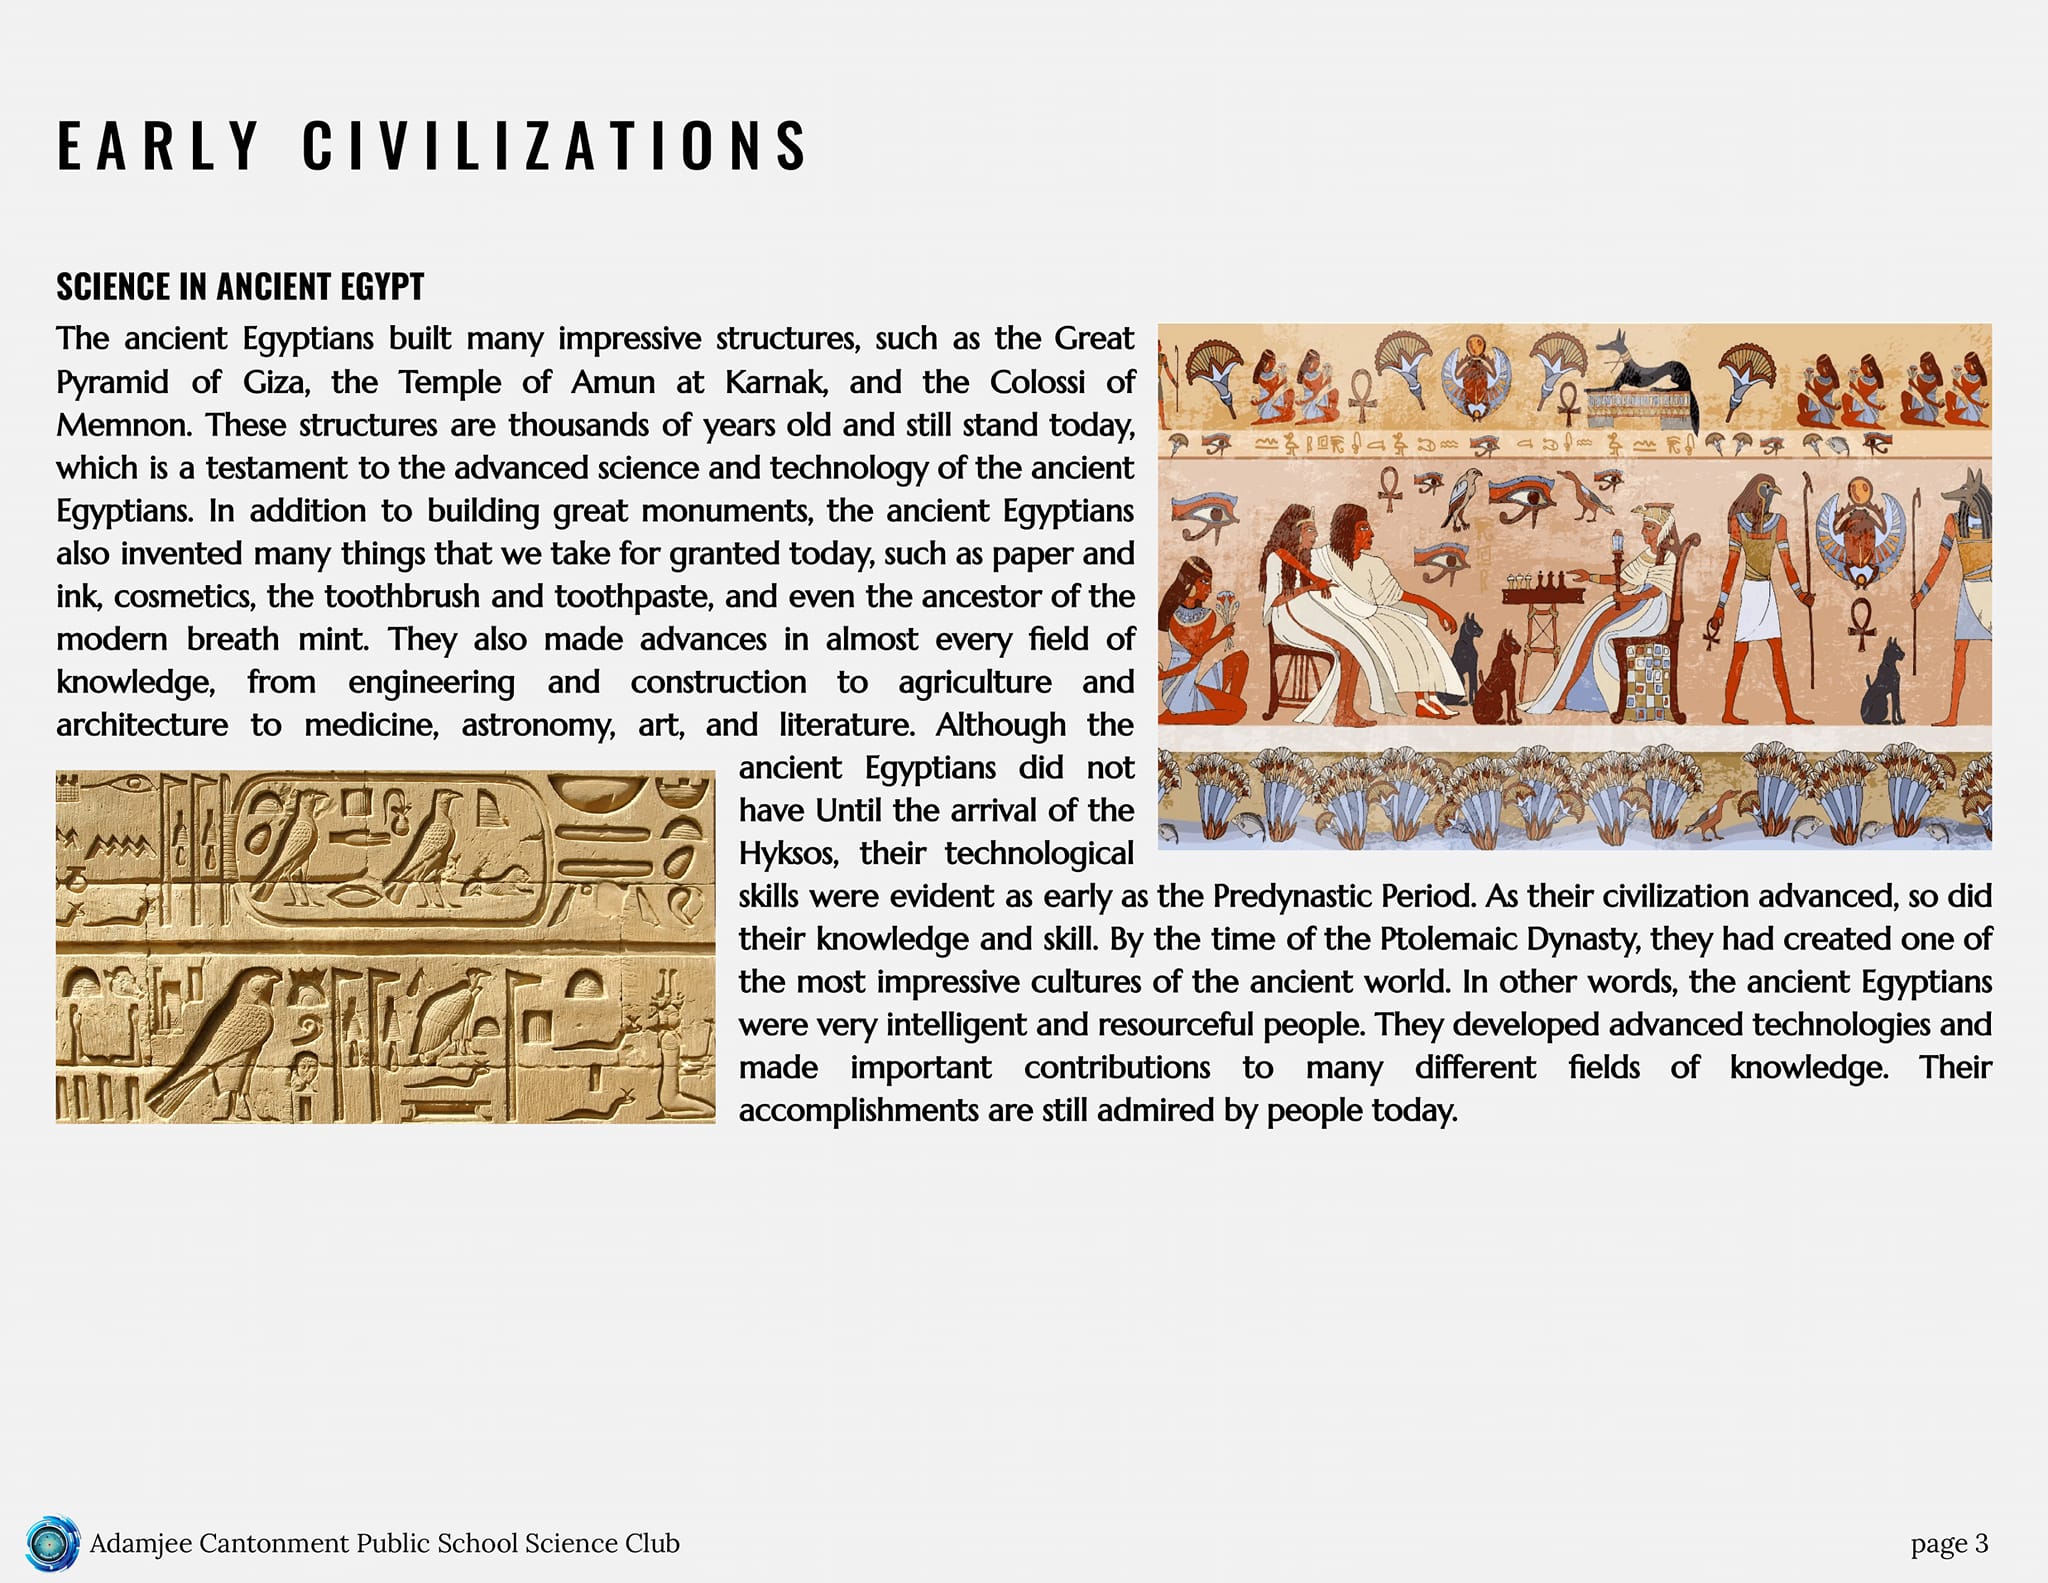 EARLY CIVILIZATIONS
SCIENCE IN ANCIENT EGYPT
The ancient Egyptians built many impressive structures, such as the Great
Pyramid of Giza, the Temple of Amun at Karnak, and the Colossi of
Memnon. These structures are thousands of years old and still stand today,
which is a testament to the advanced science and technology of the ancient
Egyptians. In addition to building great monuments, the ancient Egyptians
also invented many things that we take for granted today, such as paper and
ink, cosmetics, the toothbrush and toothpaste, and even the ancestor of the
modern breath mint. They also made advances in almost every field of
knowledge, from engineering and construction to agriculture and
architecture to medicine, astronomy, art, and literature. Although the
ancient Egyptians did not
have Until the arrival of the
Hyksos, their technological
skills were evident as early as the Predynastic Period. As their civilization advanced, so did
their knowledge and skill. By the time of the Ptolemaic Dynasty, they had created one of
the most impressive cultures of the ancient world. In other words, the ancient Egyptians
were very intelligent and resourceful people. They developed advanced technologies and
made important contributions to many different fields of knowledge. Their
accomplishments are still admired by people today.
Adamjee Cantonment Public School Science Club
page 3